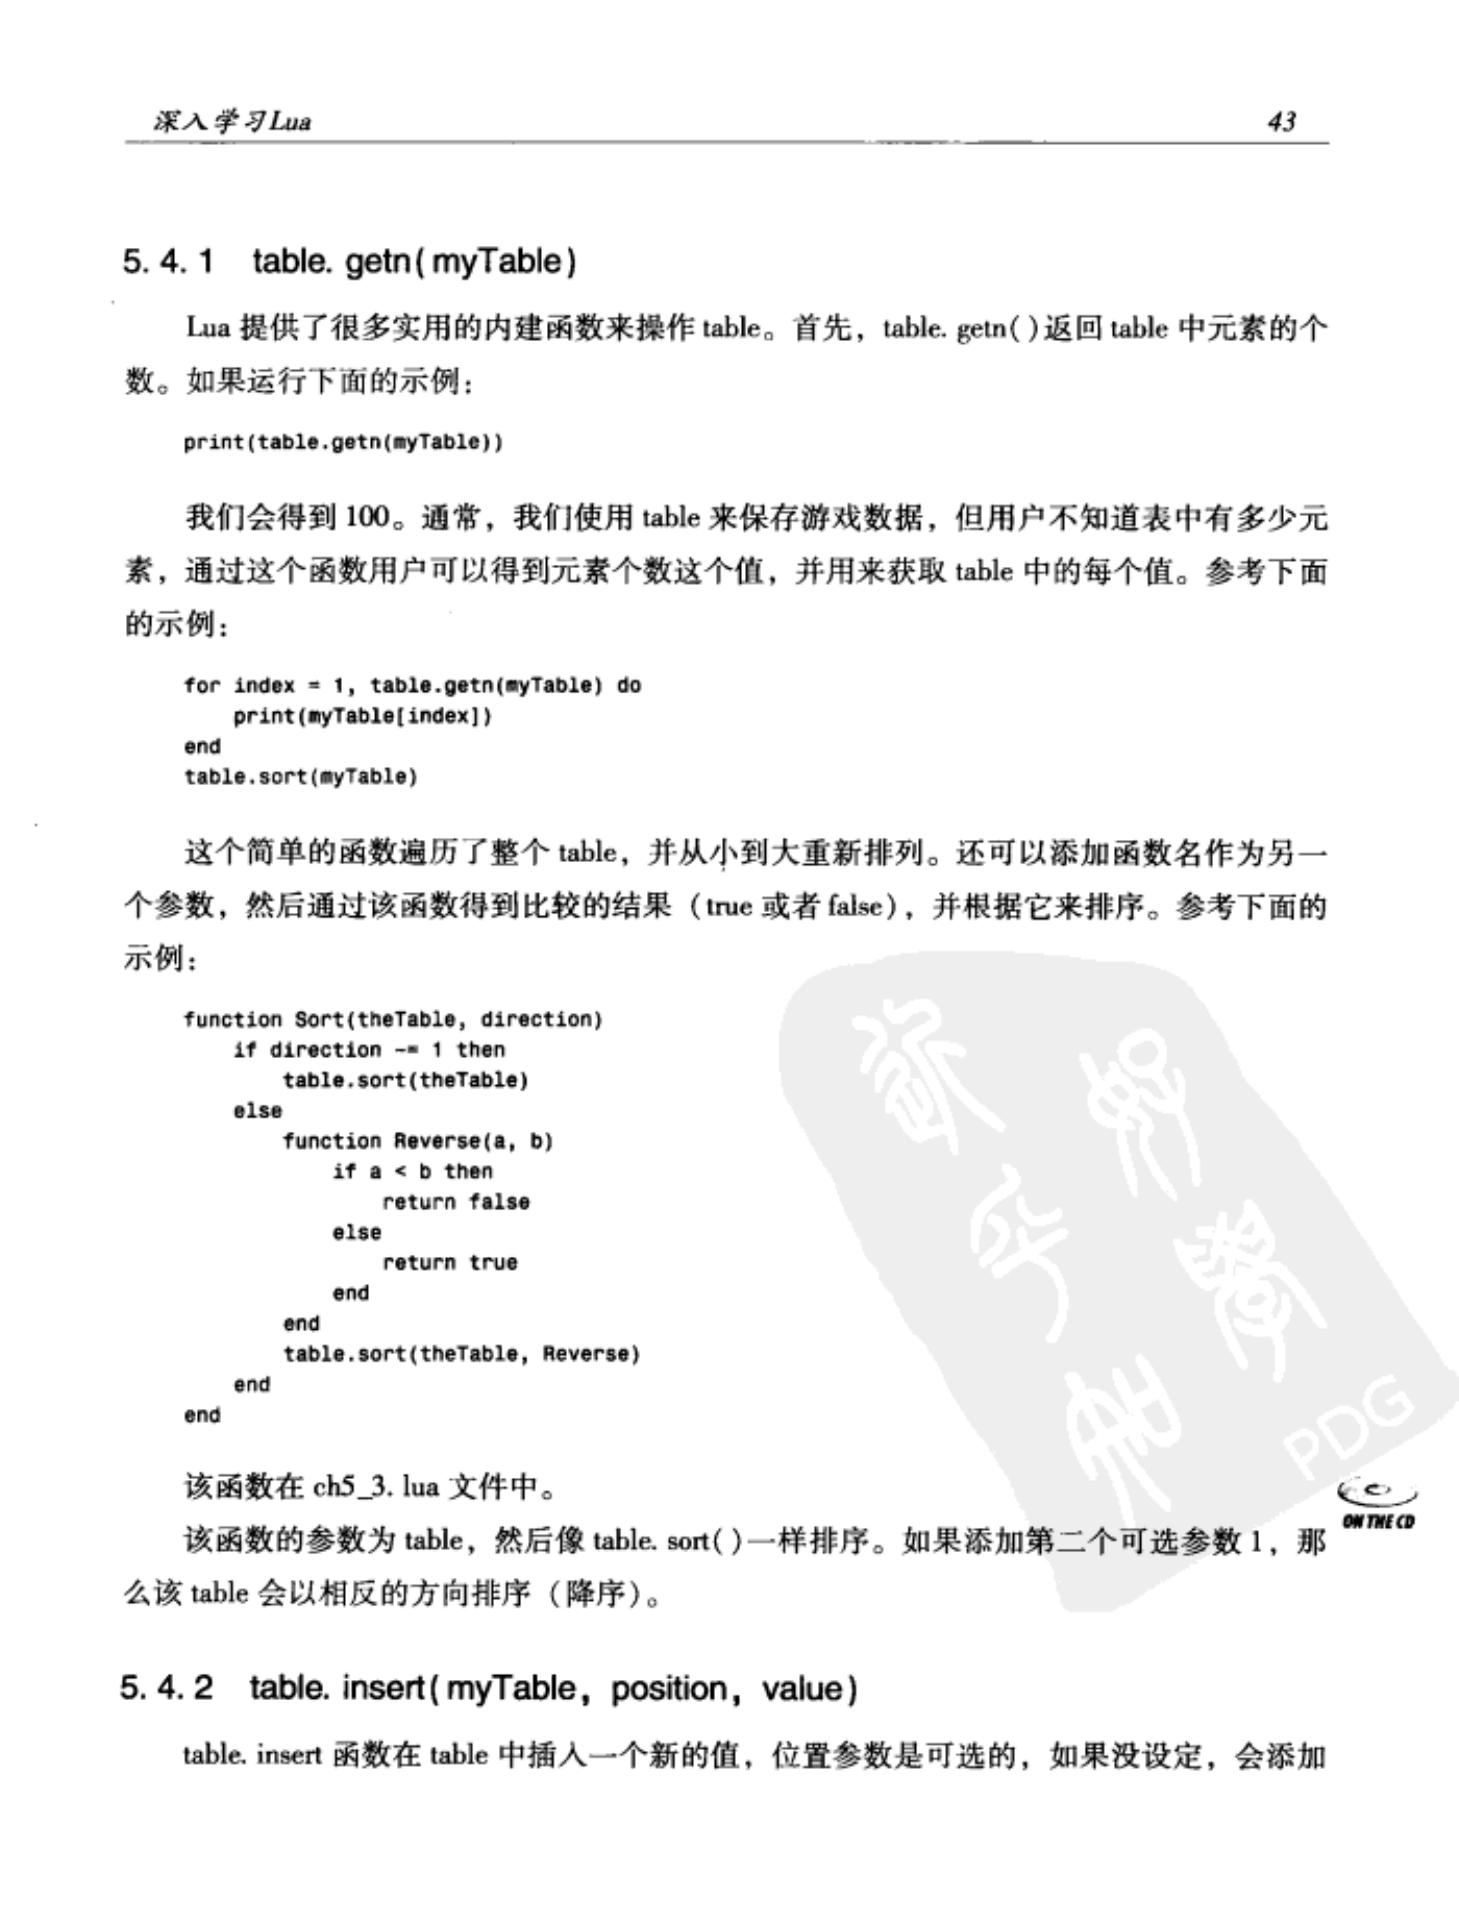 深入学习Lua 43
5. 4. 1 table. getn( myTable)
Lua 提供了很多实用的内建函数来操作 table。首先，table. getn( )返回 table 中元素的个
数。如果运行下面的示例：
print(table.getn(myTable))
我们会得到 100。通常，我们使用 table 来保存游戏数据，但用户不知道表中有多少元
素，通过这个函数用户可以得到元素个数这个值，并用来获取 table 中的每个值。参考下面
的示例：
for index = 1, table.getn(myTable) do
print(myTable[index])
end
table.sort(myTable)
这个简单的函数遍历了整个 table，并从小到大重新排列。还可以添加函数名作为另一
个参数，然后通过该函数得到比较的结果（true 或者 false），并根据它来排序。参考下面的
示例：
function Sort(theTable, direction)
if direction ~= 1 then
table.sort(theTable)
else
function Reverse(a, b)
if a < b then
return false
else
return true
end
end
table.sort(theTable, Reverse)
end
end
PDG
该函数在 ch5_3. lua 文件中。
ON THE CD
该函数的参数为 table，然后像 table. sort( )一样排序。如果添加第二个可选参数 1，那
么该 table 会以相反的方向排序（降序）。
5. 4. 2 table. insert( myTable, position, value)
table. insert 函数在 table 中插入一个新的值，位置参数是可选的，如果没设定，会添加